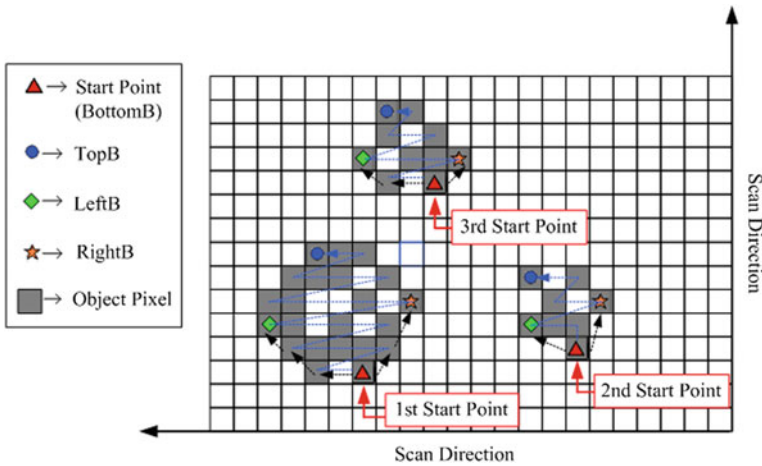 Start Point
(BottomB)
TopB
LeftB
RightB
Object Pixel
3rd Start Point
1st Start Point
2nd Start Point
Scan Direction
Scan Direction